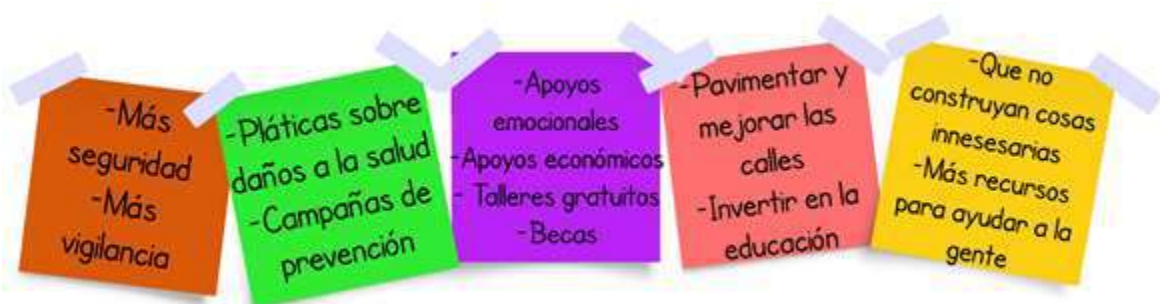 -Más
seguridad
-Más
vigilancia
-Pláticas sobre
daños a la salud
-Campañas de
prevención
-Apoyos
emocionales
-Apoyos económicos
- Talleres gratuitos
-Becas
-Pavimentar y
mejorar las
calles
-Invertir en la
educación
-Que no
construyan cosas
innesesarias
-Más recursos
para ayudar a la
gente